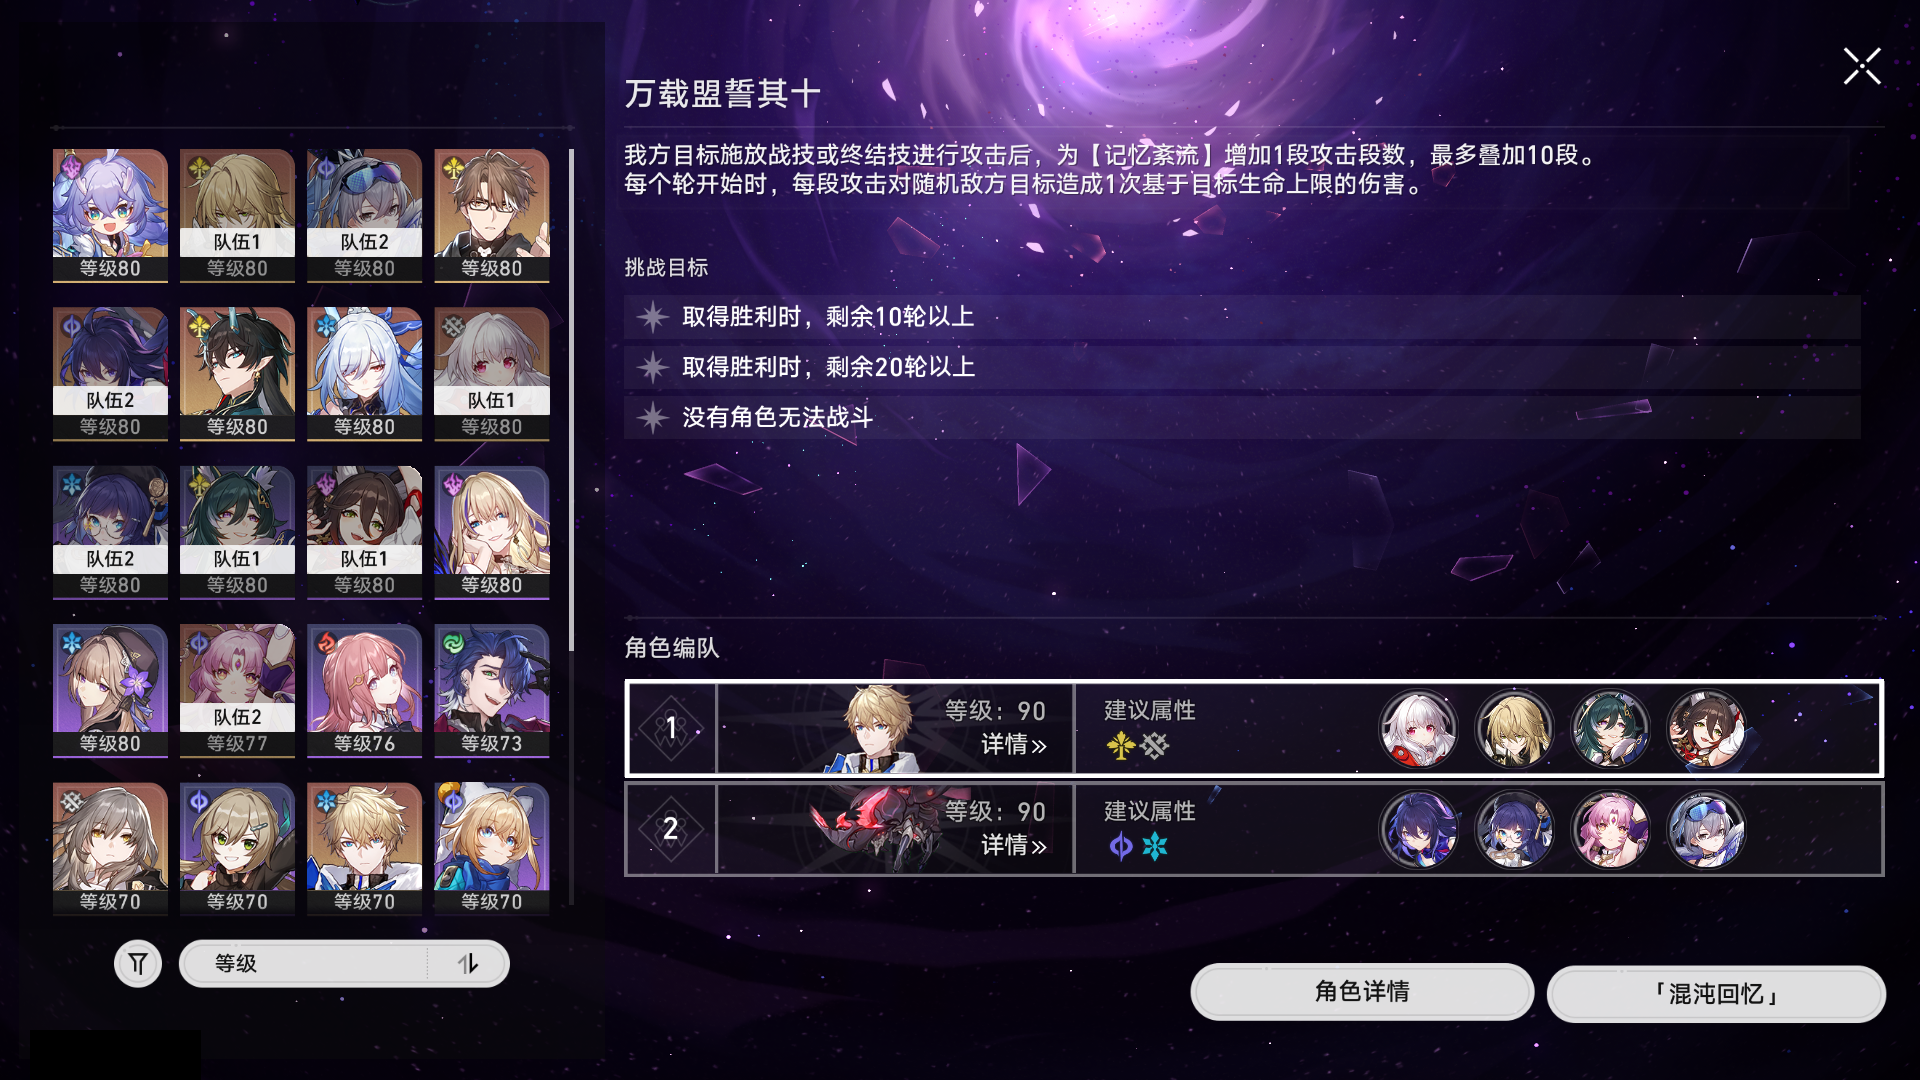 万载盟誓其十
我方目标施放战技或终结技进行攻击后，为【记忆紊流】增加1段攻击段数，最多叠加10段。
每个轮开始时，每段攻击对随机敌方目标造成1次基于目标生命上限的伤害。
挑战目标
取得胜利时，剩余10轮以上
取得胜利时，剩余20轮以上
没有角色无法战斗
角色编队
1
等级：90
详情»
建议属性
2
等级：90
详情»
建议属性
角色详情
「混沌回忆」
等级80
队伍1
等级80
队伍2
等级80
等级80
队伍2
等级80
等级80
等级80
队伍1
等级80
队伍2
等级80
队伍1
等级80
队伍1
等级80
等级80
等级80
队伍2
等级77
等级76
等级73
等级70
等级70
等级70
等级70
等级